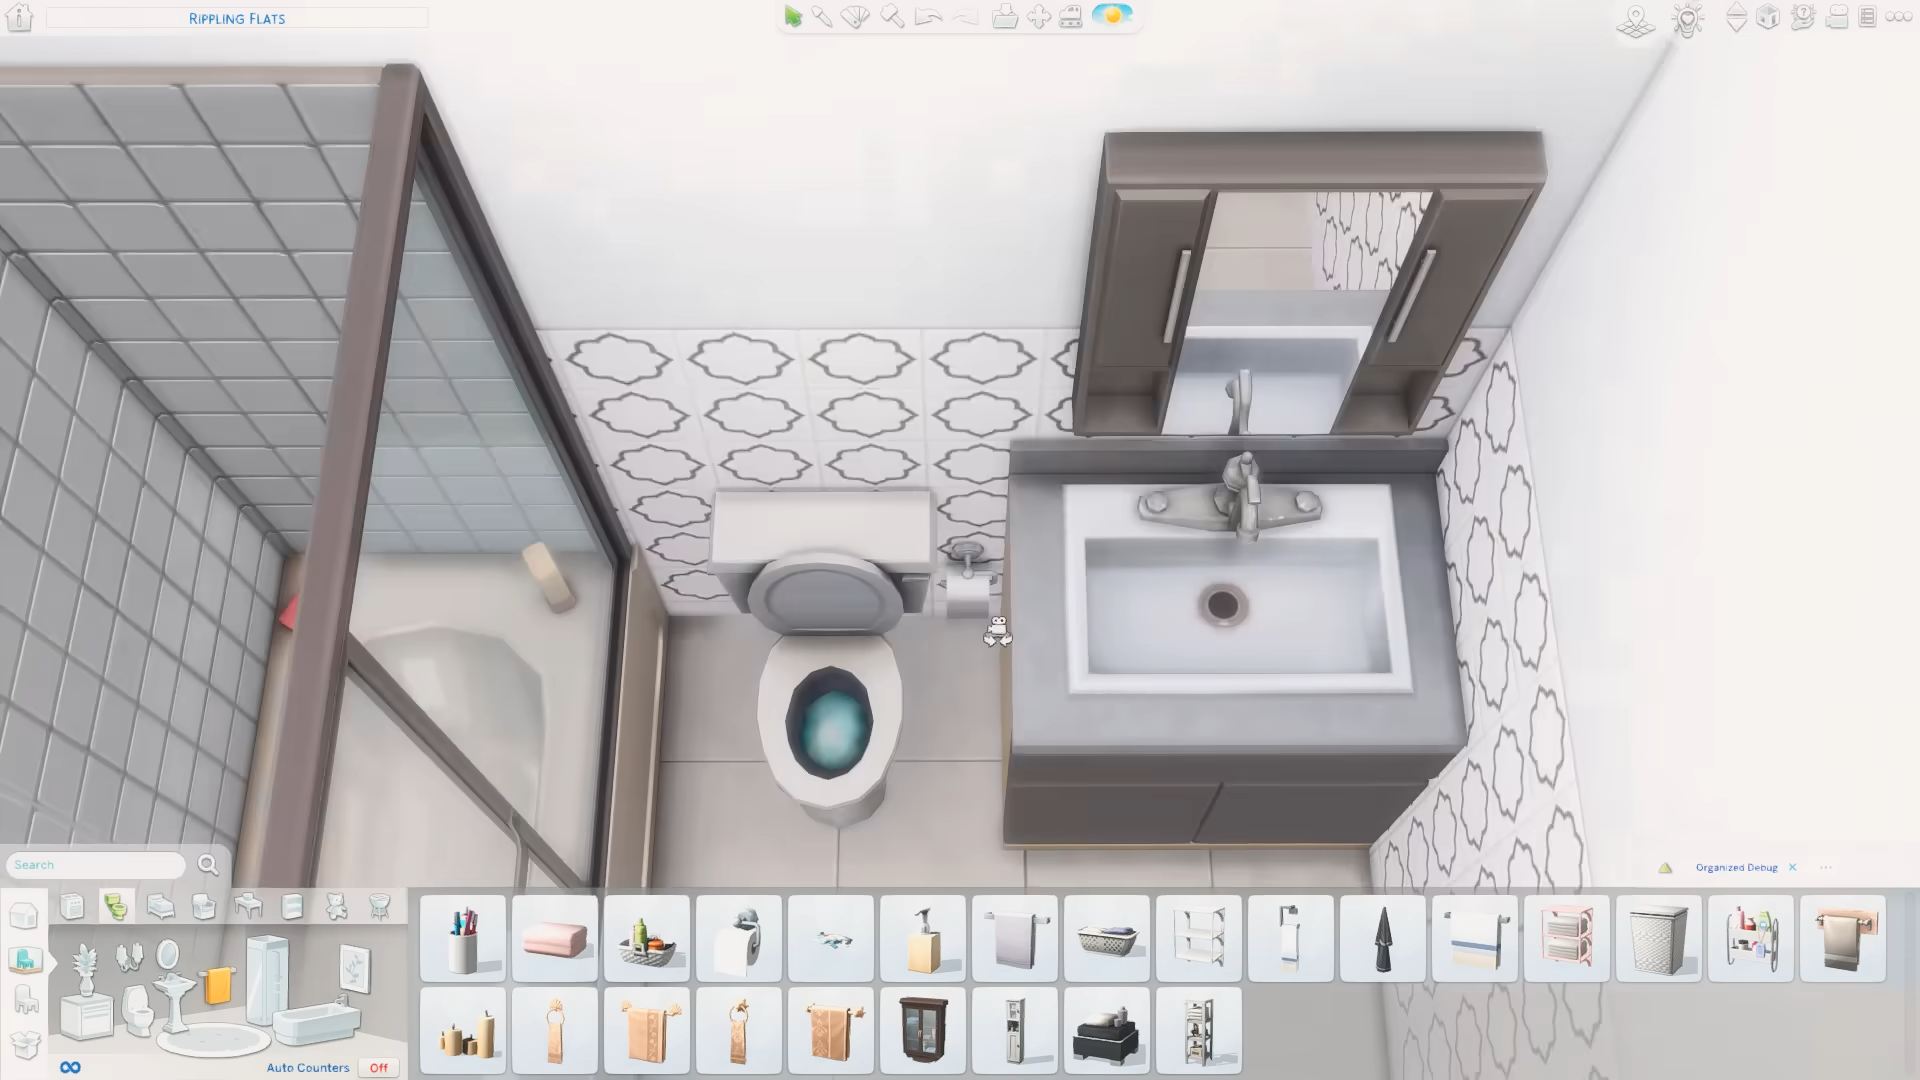 RIPPLING FLATS
Search
Organized Debug
Auto Counters
Off